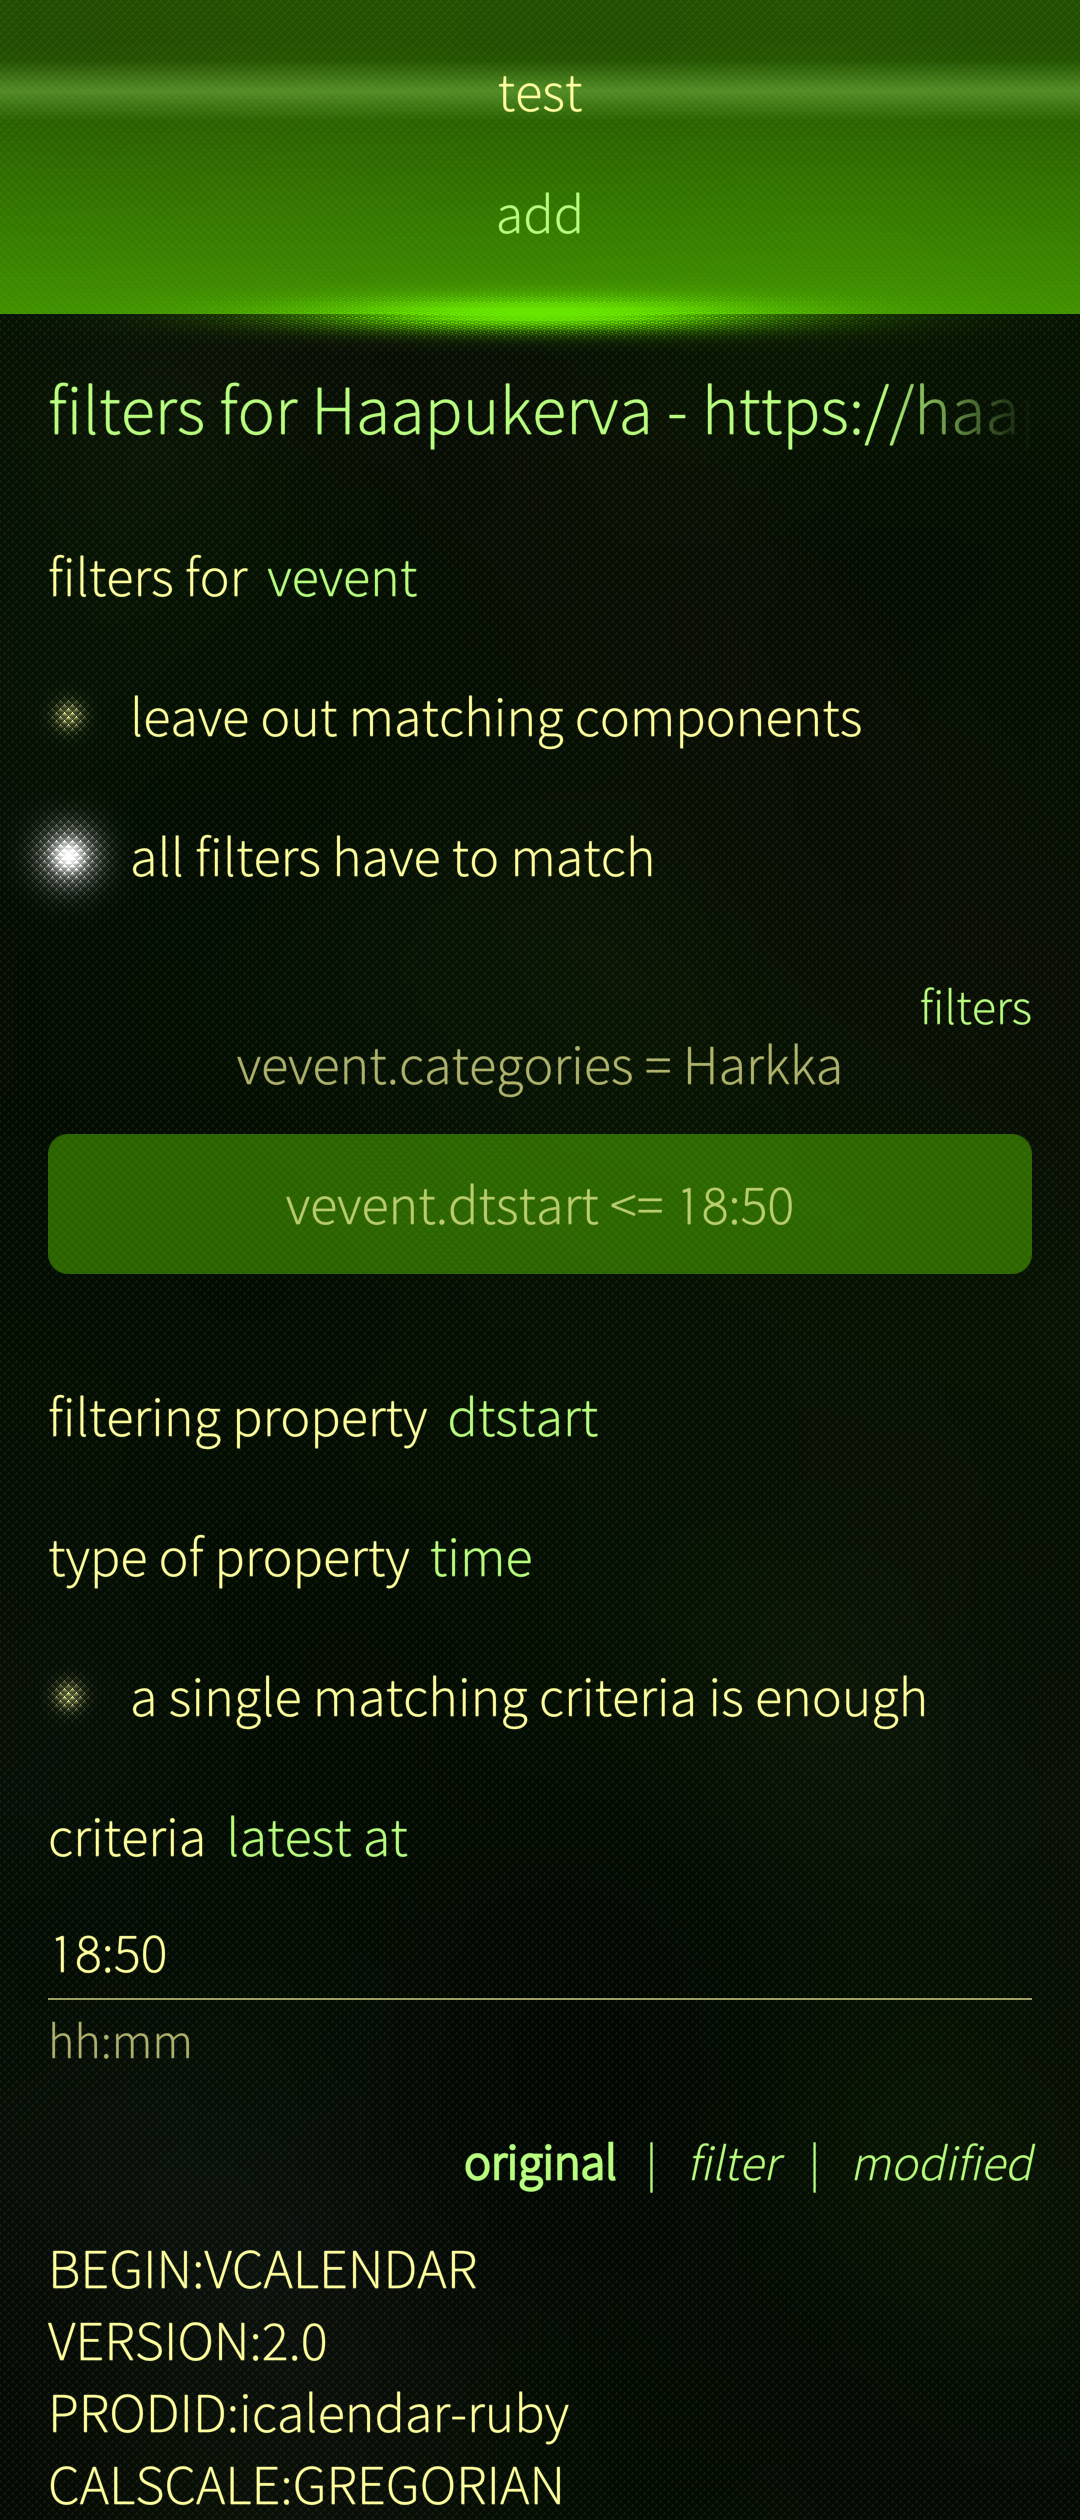 test
add
filters for Haapukerva - https://haa
filters for vevent
leave out matching components
all filters have to match
filters
vevent.categories = Harkka
vevent.dtstart <= 18:50
filtering property dtstart
type of property time
a single matching criteria is enough
criteria latest at
18:50
hh:mm
original | filter | modified
BEGIN:VCALENDAR
VERSION:2.0
PRODID:icalendar-ruby
CALSCALE:GREGORIAN